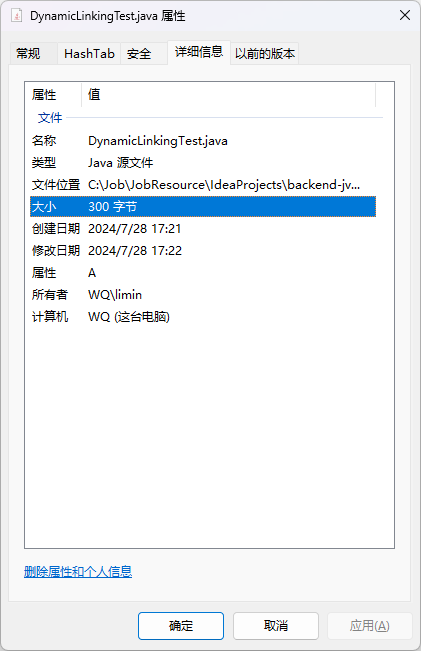 DynamicLinkingTest.java 属性
常规 HashTab 安全 详细信息 以前的版本
属性 值
文件
名称 DynamicLinkingTest.java
类型 Java 源文件
文件位置 C:\Job\JobResource\IdeaProjects\backend-jv...
大小 300 字节
创建日期 2024/7/28 17:21
修改日期 2024/7/28 17:22
属性 A
所有者 WQ\limin
计算机 WQ (这台电脑)
删除属性和个人信息
确定 取消 应用(A)